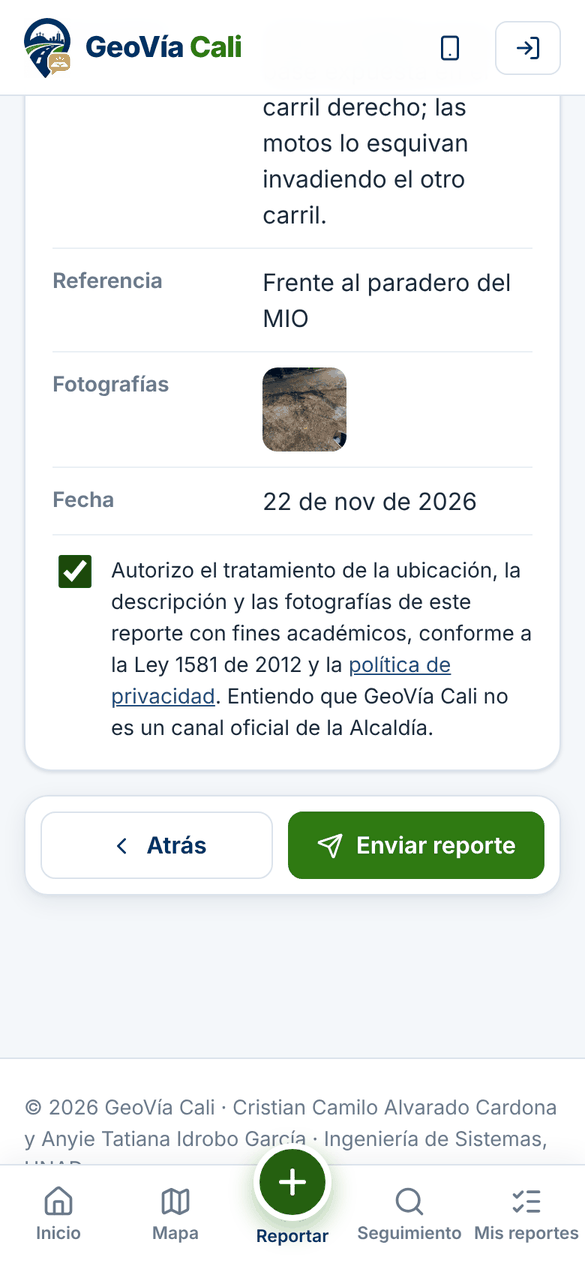 GeoVía Cali
carril derecho; las
motos lo esquivan
invadiendo el otro
carril.
Referencia
Frente al paradero del
MIO
Fotografías
Fecha
22 de nov de 2026
Autorizo el tratamiento de la ubicación, la
descripción y las fotografías de este
reporte con fines académicos, conforme a
la Ley 1581 de 2012 y la política de
privacidad. Entiendo que GeoVía Cali no
es un canal oficial de la Alcaldía.
Atrás
Enviar reporte
© 2026 GeoVía Cali · Cristian Camilo Alvarado Cardona
y Anyie Tatiana Idrobo García · Ingeniería de Sistemas,
Inicio
Mapa
Reportar
Seguimiento
Mis reportes